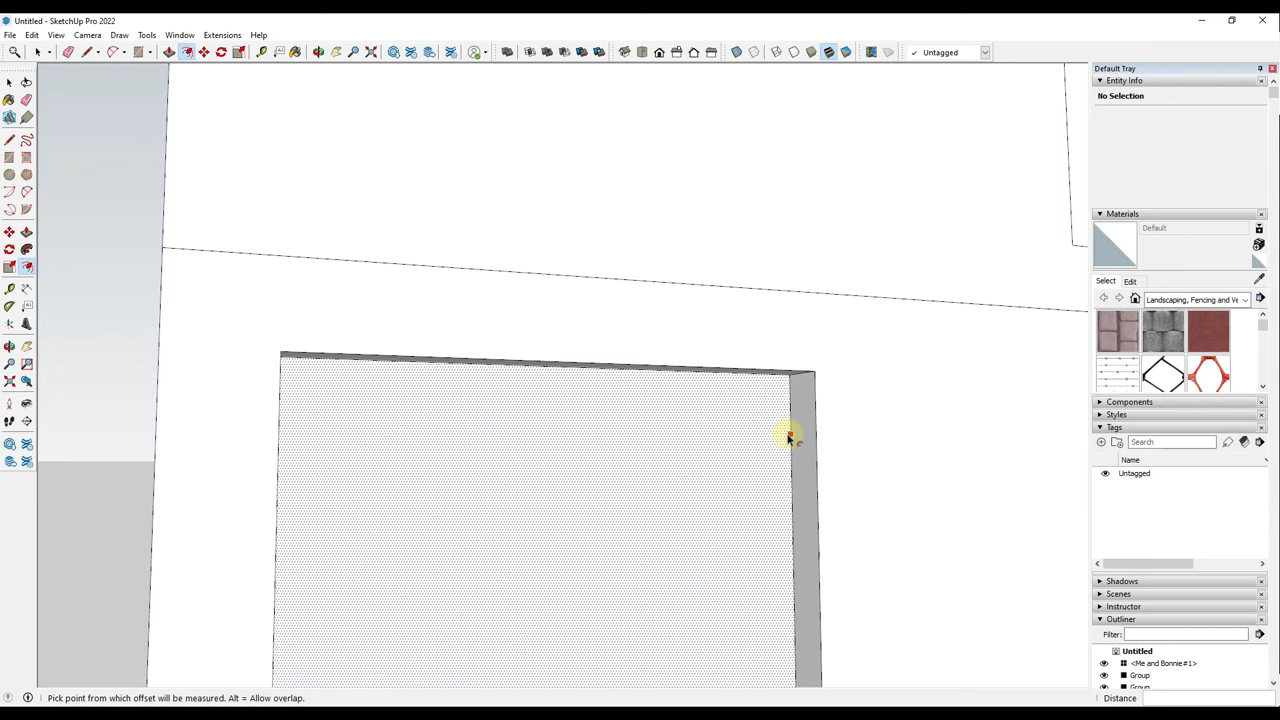 Untitled - SketchUp Pro 2022
File Edit View Camera Draw Tools Window Extensions Help
Untagged
Default Tray
Entity Info
No Selection
Materials
Default
Select Edit
Landscaping, Fencing and Ve
Components
Styles
Tags
Search
Name
Untagged
Shadows
Scenes
Instructor
Outliner
Filter:
Untitled
<Me and Bonnie#1>
Group
Group
Pick point from which offset will be measured. Alt = Allow overlap.
Distance